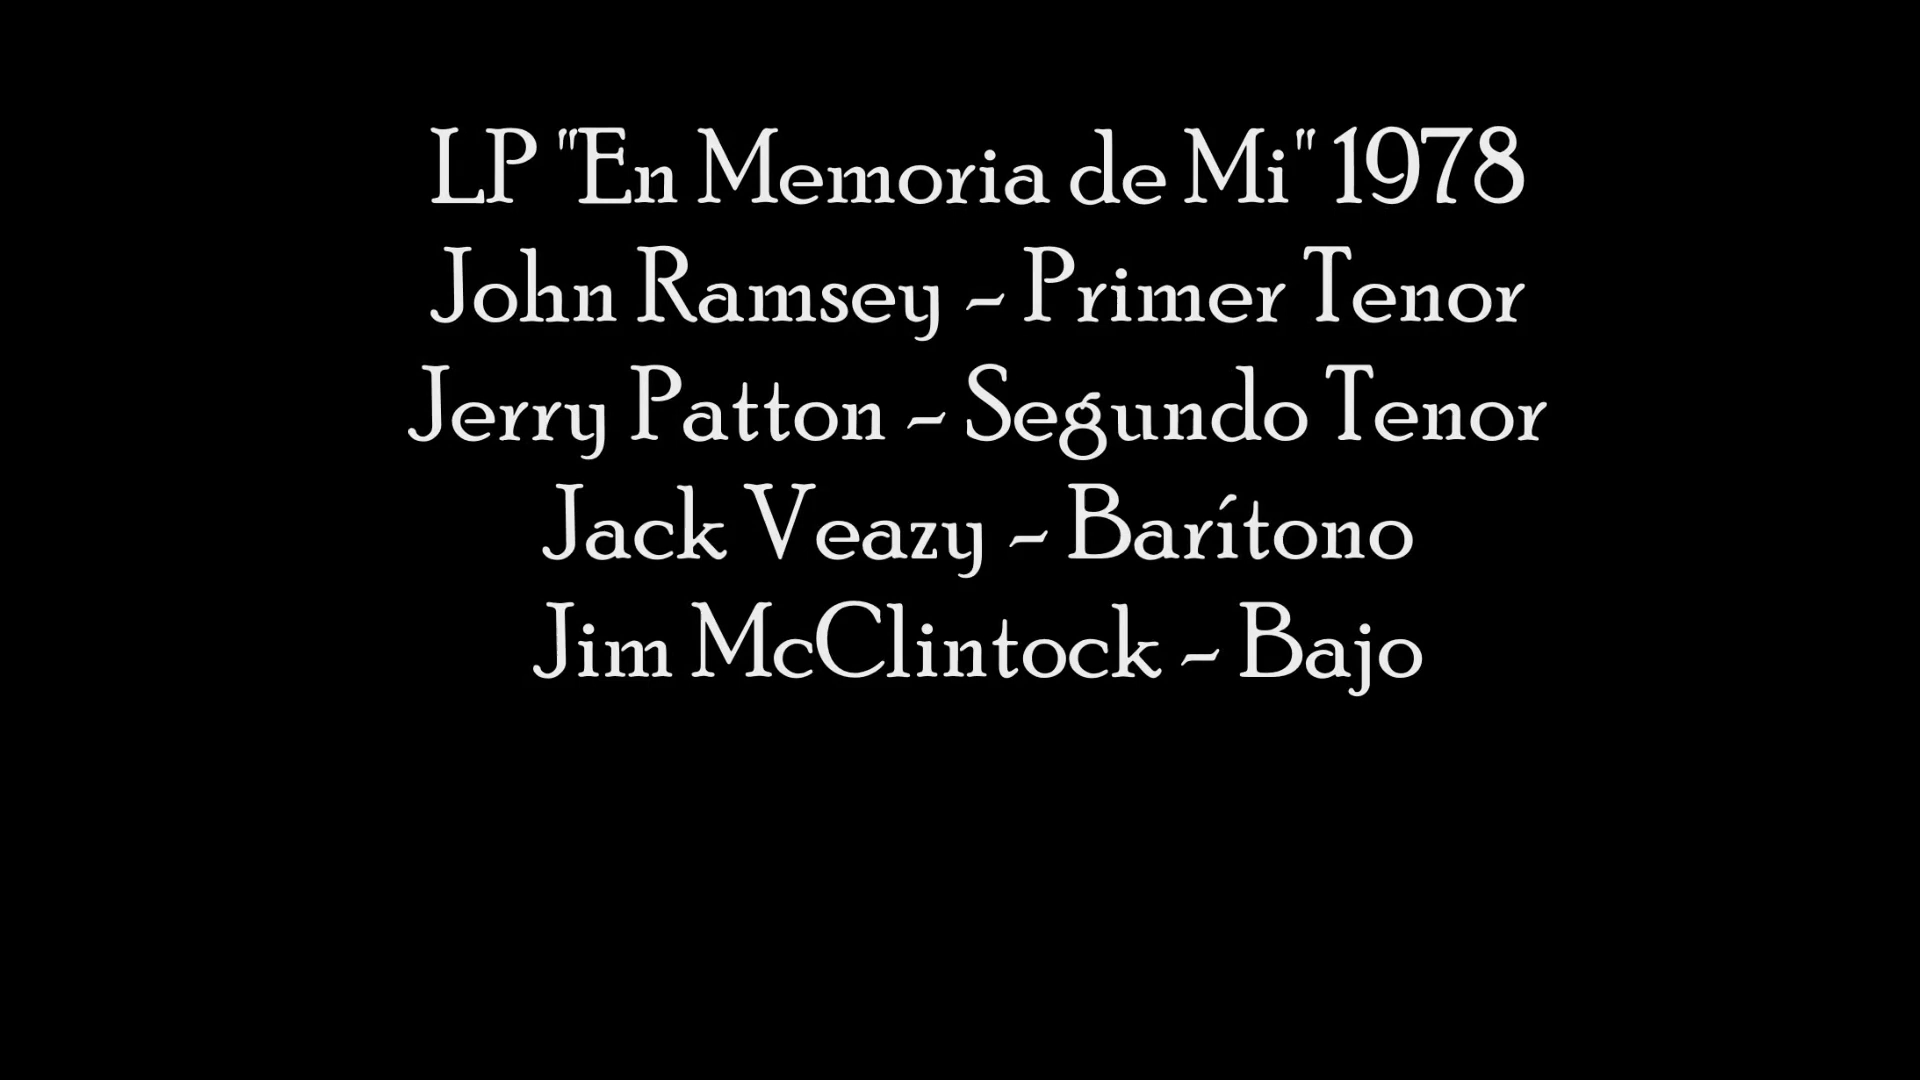 LP "En Memoria de Mi" 1978
John Ramsey - Primer Tenor
Jerry Patton - Segundo Tenor
Jack Veazy - Barítono
Jim McClintock - Bajo